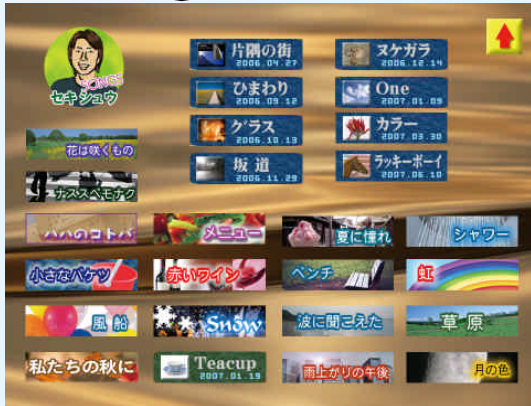 SONGS
セキシュウ
片隅の街
2006.04.27
ヌケガラ
2006.12.14
ひまわり
2006.09.12
One
2007.01.09
グラス
2006.10.19
カラー
2007.03.30
坂道
2006.11.29
ラッキーボーイ
2007.06.10
花は咲くもの
ナススベモナク
ハハのコトバ
メニュー
夏に憧れ
シャワー
小さなバケツ
赤いワイン
ベンチ
虹
風船
Snow
波に聞こえた
草原
私たちの秋に
Teacup
2007.01.19
雨上がりの午後
月の色